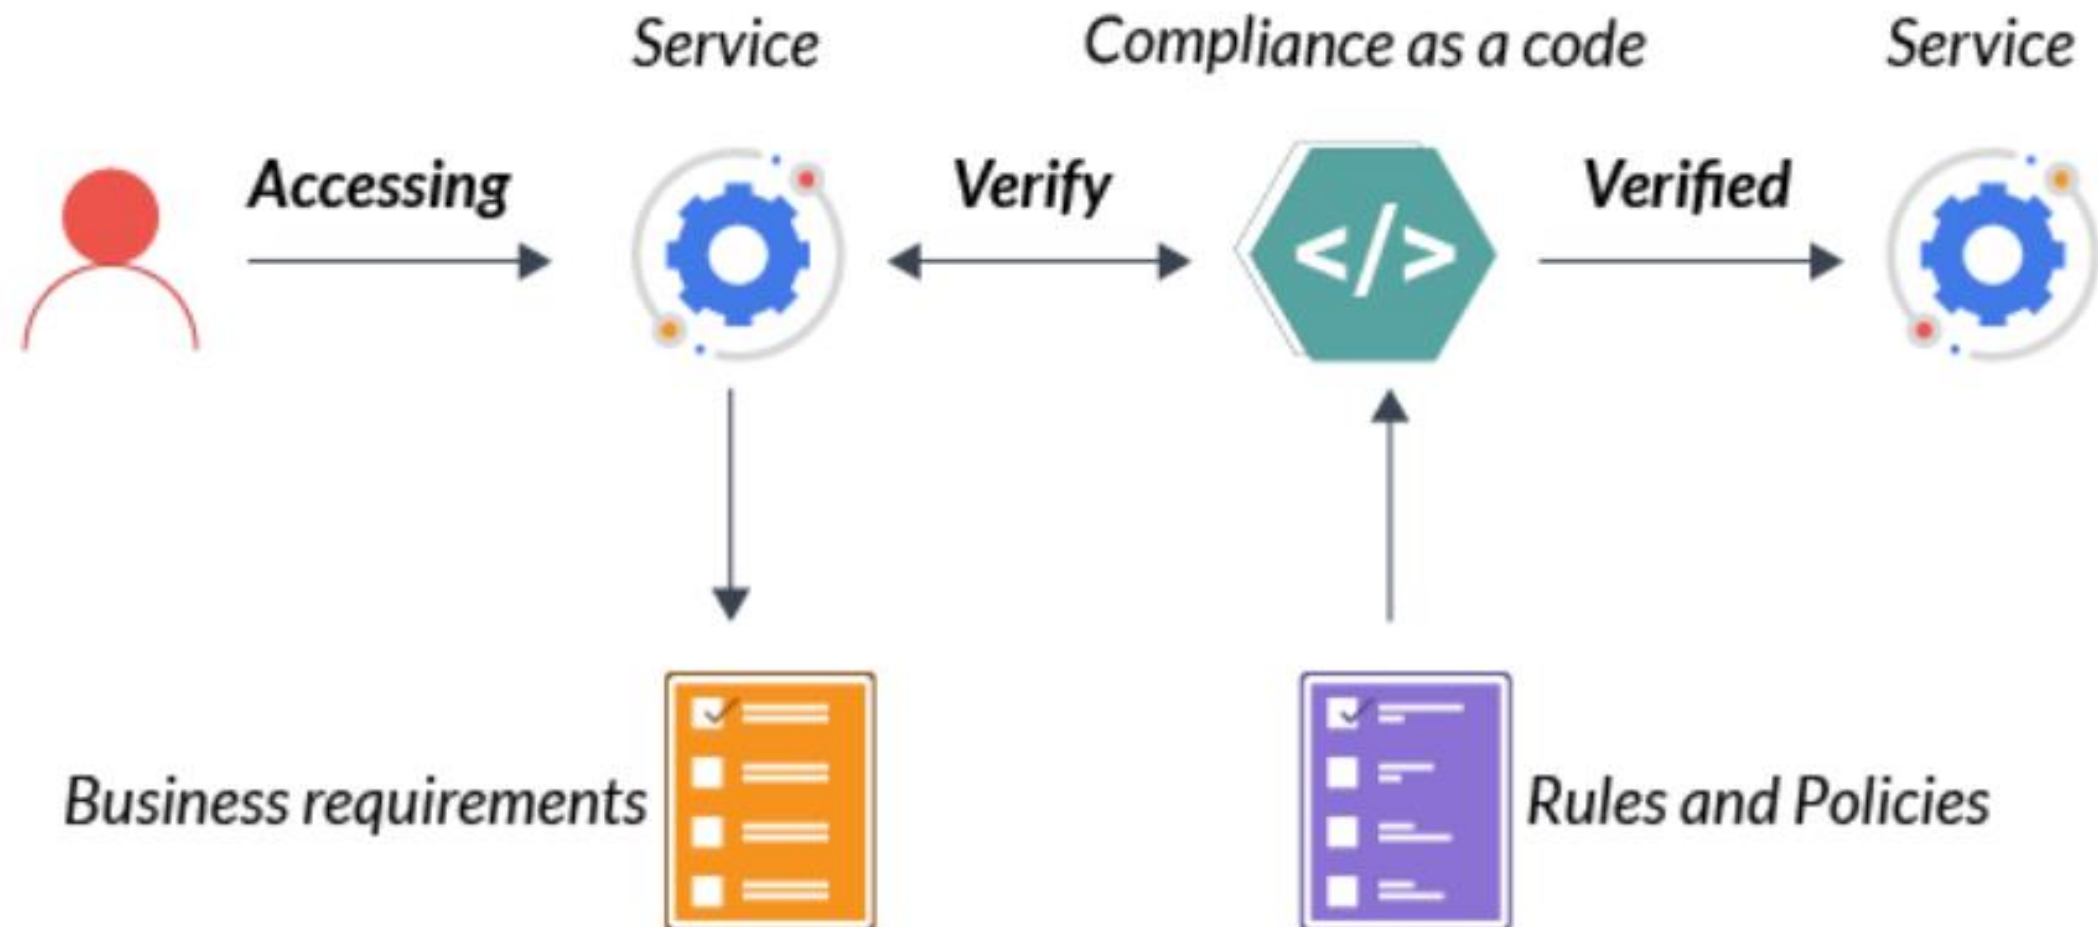 Service
Compliance as a code
Service
Accessing
Verify
</>
Verified
Business requirements
Rules and Policies